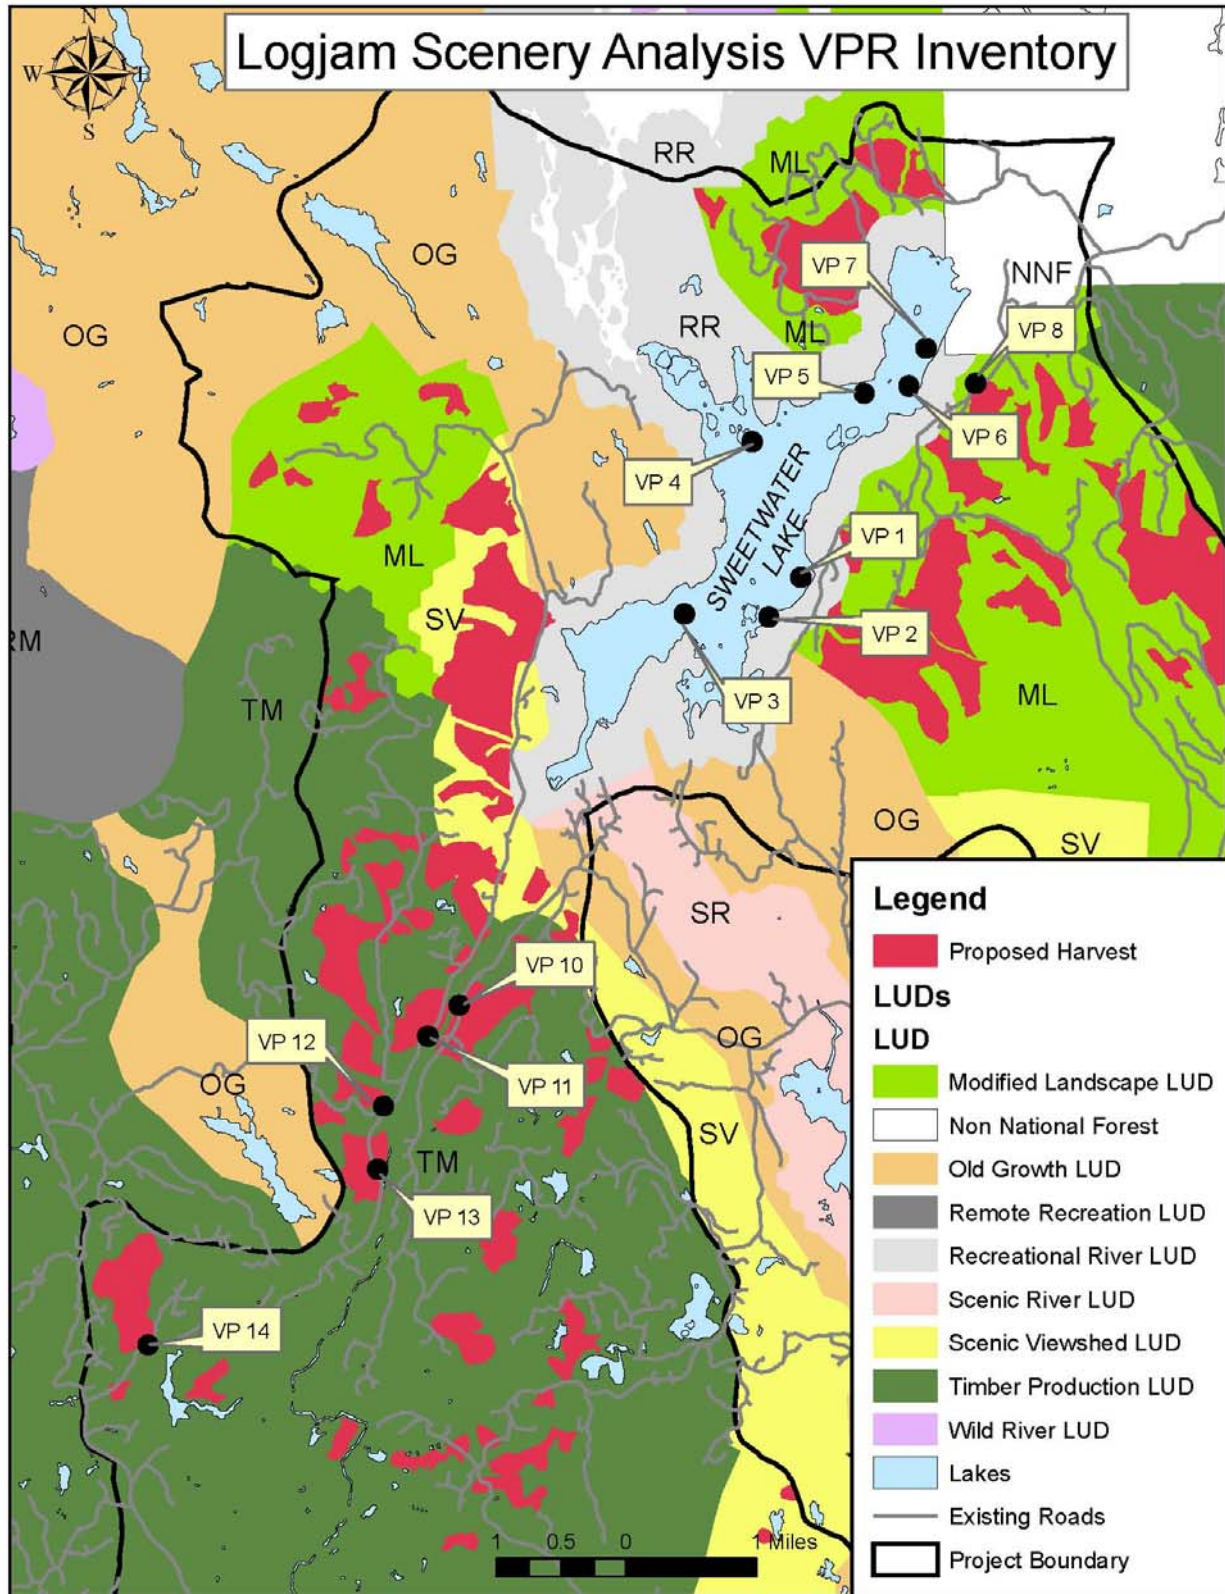 Logjam Scenery Analysis VPR Inventory
N
W
E
S
RR
ML
OG
VP 7
NNF
OG
RR
ML
VP 8
VP 5
VP 6
VP 4
SWEETWATER
LAKE
VP 1
ML
SV
VP 2
RM
VP 3
ML
TM
OG
SV
SR
VP 10
VP 12
OG
VP 11
OG
SV
TM
VP 13
VP 14
1 0.5 0 1 Miles
Legend
Proposed Harvest
LUDs
LUD
Modified Landscape LUD
Non National Forest
Old Growth LUD
Remote Recreation LUD
Recreational River LUD
Scenic River LUD
Scenic Viewshed LUD
Timber Production LUD
Wild River LUD
Lakes
Existing Roads
Project Boundary